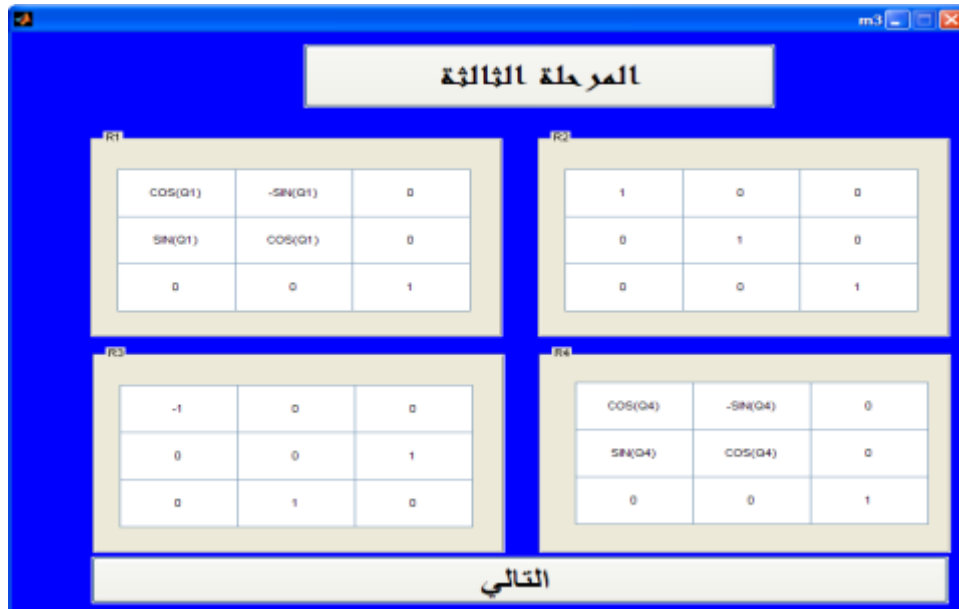 m3
المرحلة الثالثة
R1
COS(Q1) -SIN(Q1) 0
SIN(Q1) COS(Q1) 0
0 0 1
R2
1 0 0
0 1 0
0 0 1
R3
-1 0 0
0 0 1
0 1 0
R4
COS(Q4) -SIN(Q4) 0
SIN(Q4) COS(Q4) 0
0 0 1
التالي